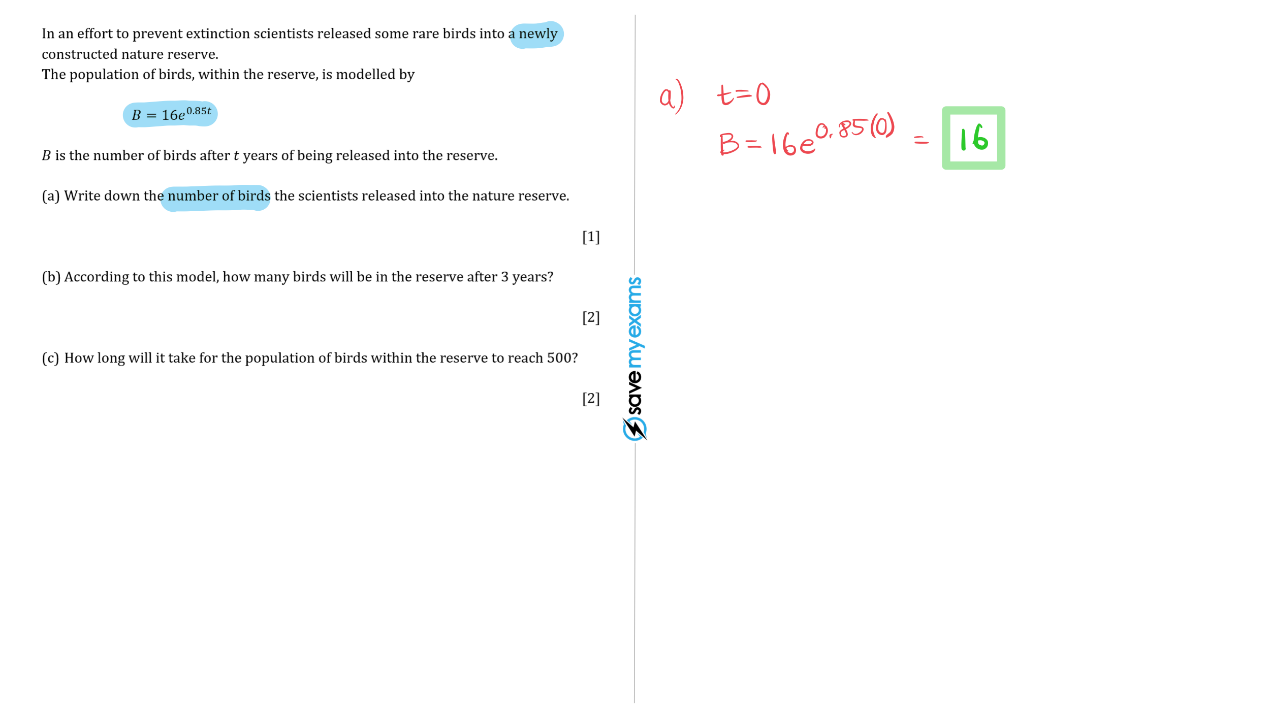 In an effort to prevent extinction scientists released some rare birds into a newly
constructed nature reserve.
The population of birds, within the reserve, is modelled by
B = 16e^{0.85t}
B is the number of birds after t years of being released into the reserve.
(a) Write down the number of birds the scientists released into the nature reserve.
[1]
(b) According to this model, how many birds will be in the reserve after 3 years?
[2]
(c) How long will it take for the population of birds within the reserve to reach 500?
[2]
save my exams
a) t=0
B = 16e^{0.85(0)} = 16